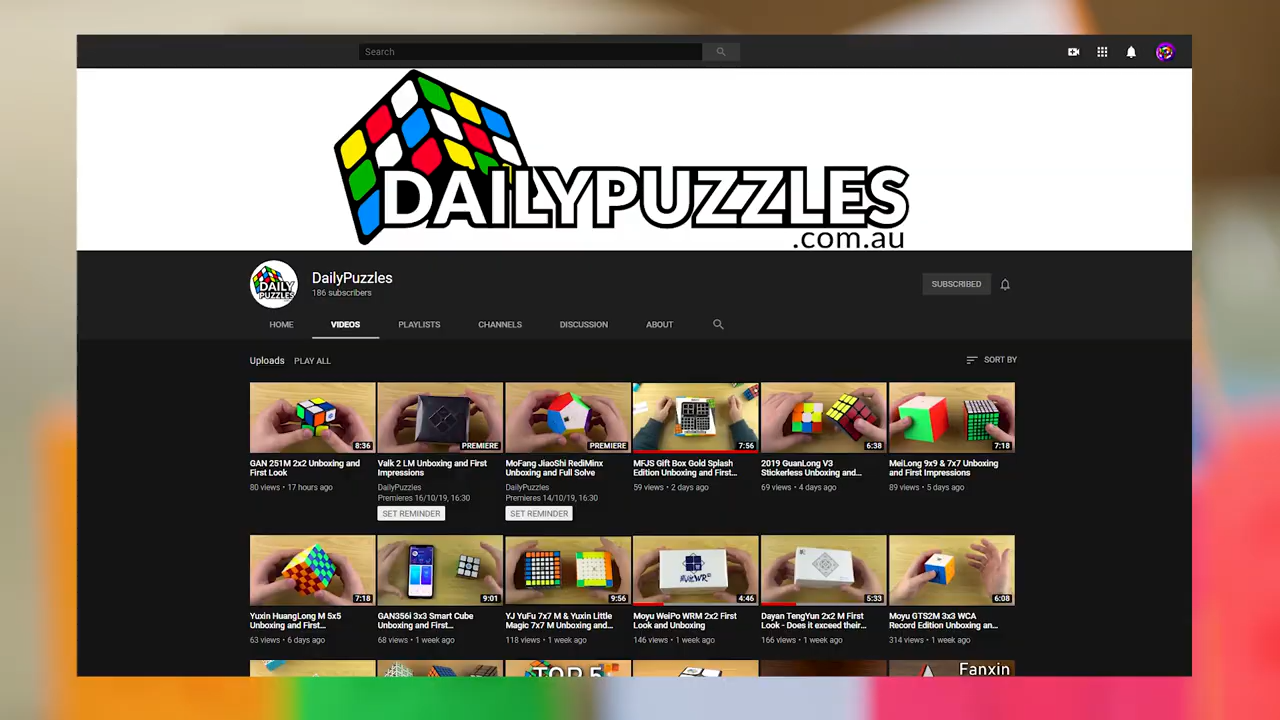 Search
DAILYPUZZLES
.com.au
DAILY
PUZZLES
DailyPuzzles
186 subscribers
SUBSCRIBED
HOME
VIDEOS
PLAYLISTS
CHANNELS
DISCUSSION
ABOUT
Uploads
PLAY ALL
SORT BY
8:36
PREMIERE
PREMIERE
7:56
6:38
7:18
GAN 251M 2x2 Unboxing and
First Look
80 views • 17 hours ago
Valk 2 LM Unboxing and First
Impressions
DailyPuzzles
Premieres 16/10/19, 16:30
SET REMINDER
MoFang JiaoShi RediMinx
Unboxing and Full Solve
DailyPuzzles
Premieres 14/10/19, 16:30
SET REMINDER
MFJS Gift Box Gold Splash
Edition Unboxing and First...
59 views • 2 days ago
2019 GuanLong V3
Stickerless Unboxing and...
69 views • 4 days ago
MeiLong 9x9 & 7x7 Unboxing
and First Impressions
89 views • 5 days ago
7:18
9:01
9:56
WR
4:46
5:33
6:08
Yuxin HuangLong M 5x5
Unboxing and First...
63 views • 6 days ago
GAN356i 3x3 Smart Cube
Unboxing and First...
68 views • 1 week ago
YJ YuFu 7x7 M & Yuxin Little
Magic 7x7 M Unboxing and...
118 views • 1 week ago
Moyu WeiPo WRM 2x2 First
Look and Unboxing
146 views • 1 week ago
Dayan TengYun 2x2 M First
Look - Does it exceed their...
166 views • 1 week ago
Moyu GTS2M 3x3 WCA
Record Edition Unboxing an...
314 views • 1 week ago
TOP 5
Fanxin